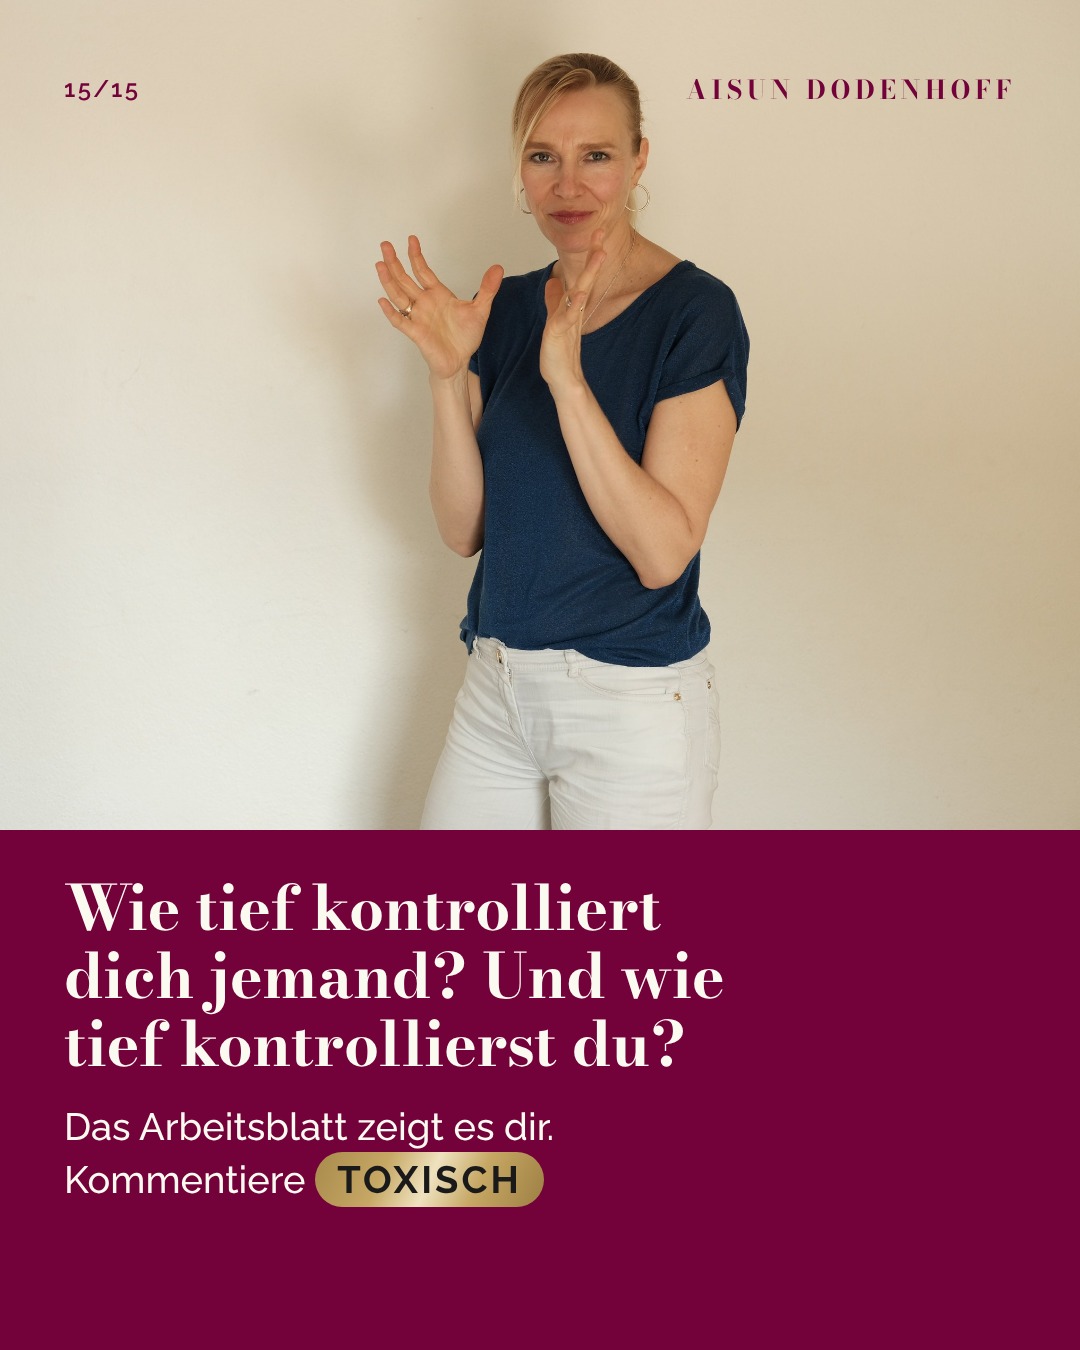 15/15
AISUN DODENHOFF
Wie tief kontrolliert
dich jemand? Und wie
tief kontrollierst du?
Das Arbeitsblatt zeigt es dir.
Kommentiere TOXISCH